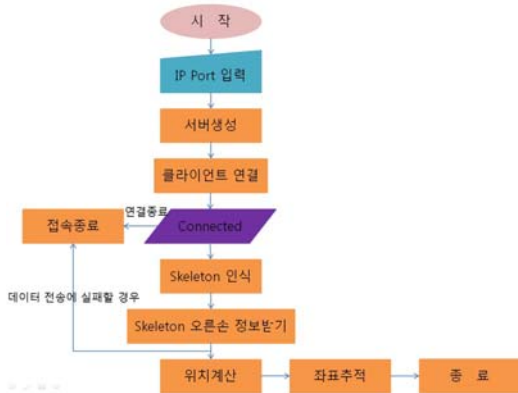 시 작
IP Port 입력
서버생성
클라이언트 연결
연결종료
접속종료
Connected
Skeleton 인식
데이터 전송에 실패할 경우
Skeleton 오른손 정보받기
위치계산
좌표추적
종 료